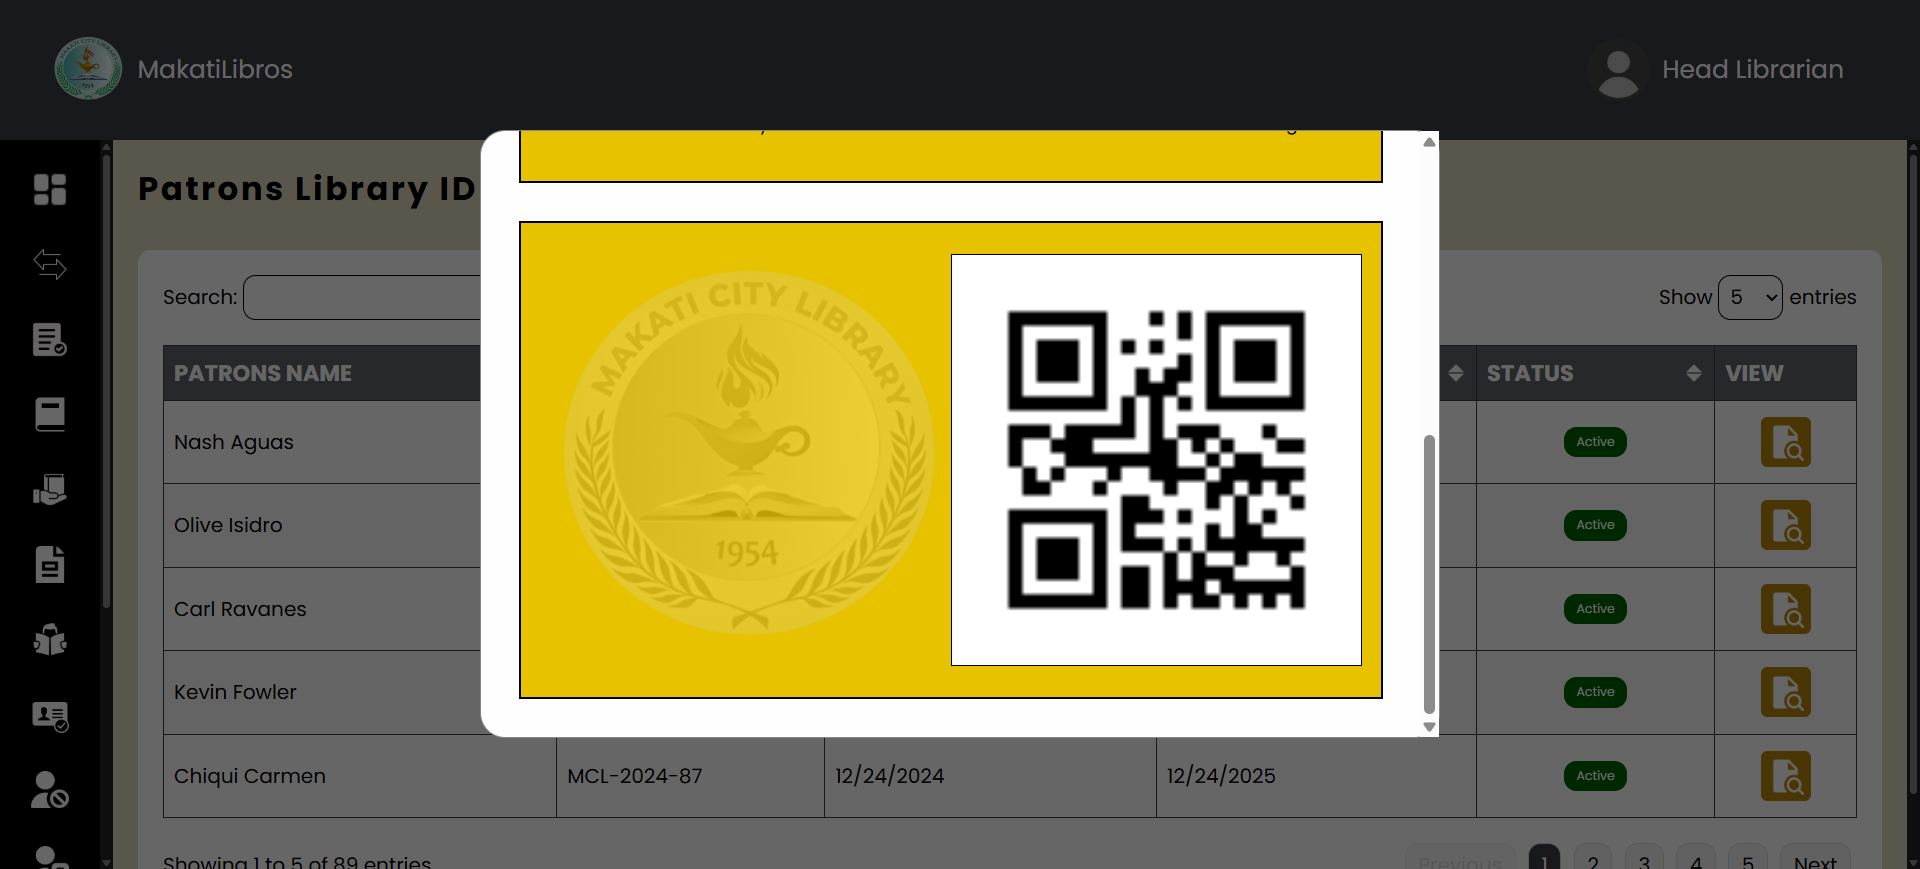 MakatiLibros
Head Librarian
Patrons Library ID
Search:
Show 5 entries
PATRONS NAME
STATUS
VIEW
Nash Aguas
Active
Olive Isidro
Active
Carl Ravanes
Active
Kevin Fowler
Active
Chiqui Carmen MCL-2024-87 12/24/2024 12/24/2025 Active
MAKATI CITY LIBRARY
1954
Showing 1 to 5 of 89 entries
Previous 1 2 3 4 5 Next